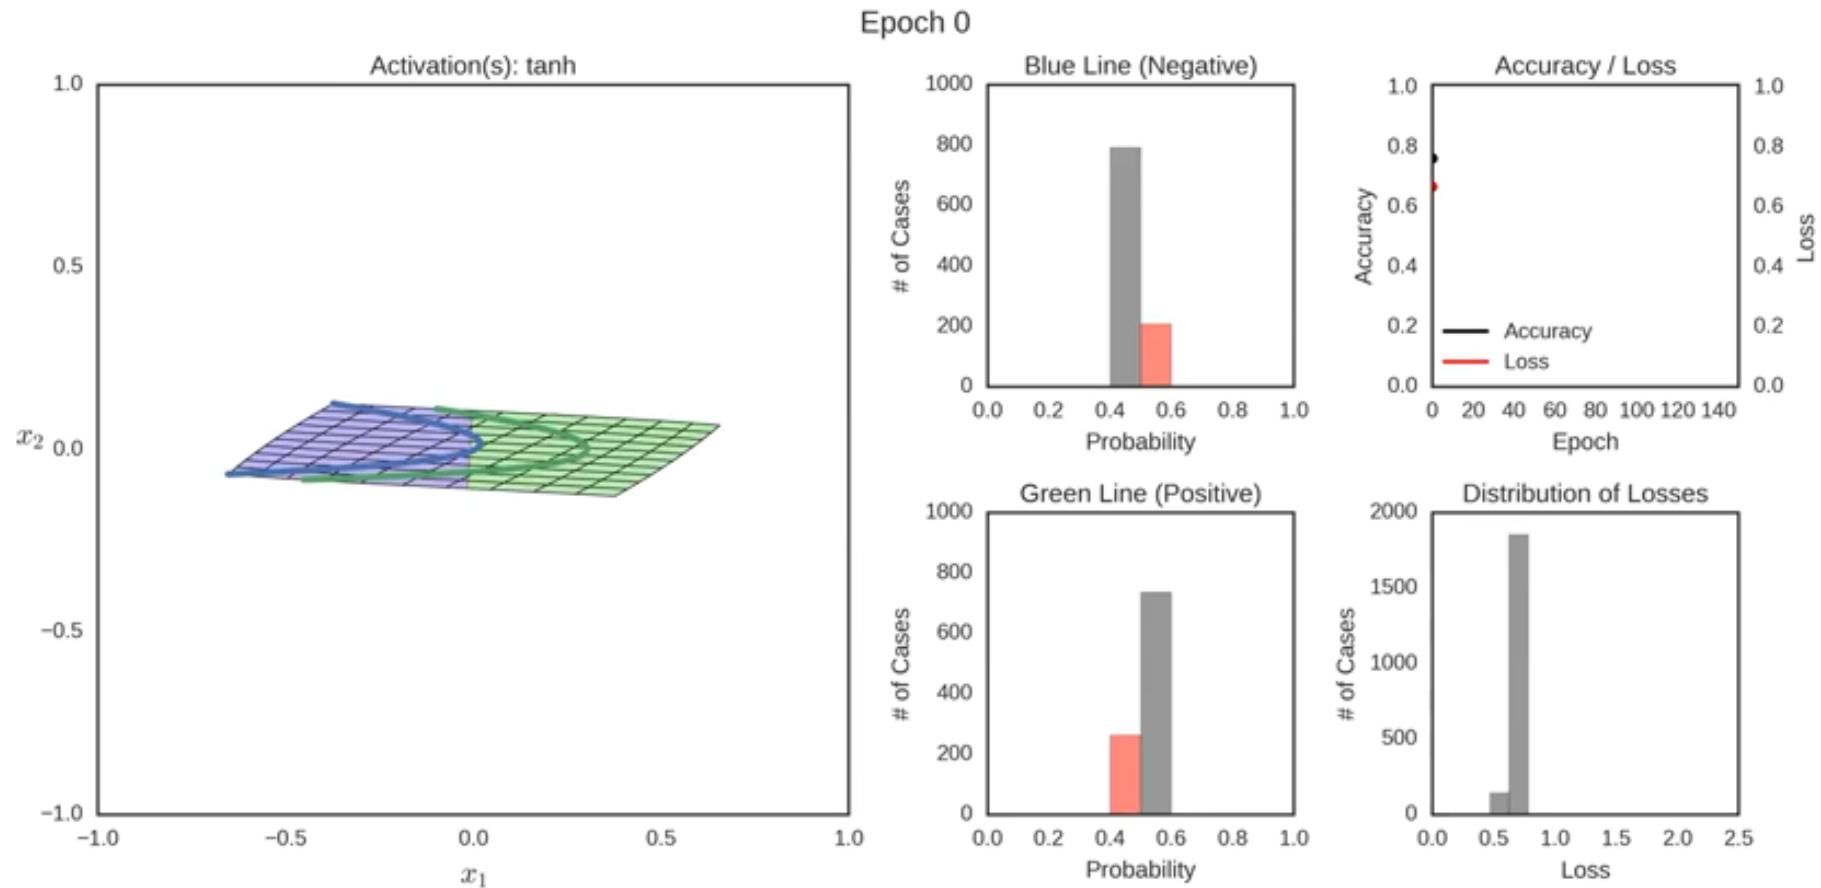 Epoch 0
Activation(s): tanh
1.0
0.5
0.0
−0.5
−1.0
x2
−1.0 −0.5 0.0 0.5 1.0
x1
Blue Line (Negative)
1000
800
600
400
200
0
# of Cases
0.0 0.2 0.4 0.6 0.8 1.0
Probability
Accuracy / Loss
1.0
0.8
0.6
0.4
0.2
0.0
Accuracy
Accuracy
Loss
1.0
0.8
0.6
0.4
0.2
0.0
Loss
0 20 40 60 80 100 120 140
Epoch
Green Line (Positive)
1000
800
600
400
200
0
# of Cases
0.0 0.2 0.4 0.6 0.8 1.0
Probability
Distribution of Losses
2000
1500
1000
500
0
# of Cases
0.0 0.5 1.0 1.5 2.0 2.5
Loss